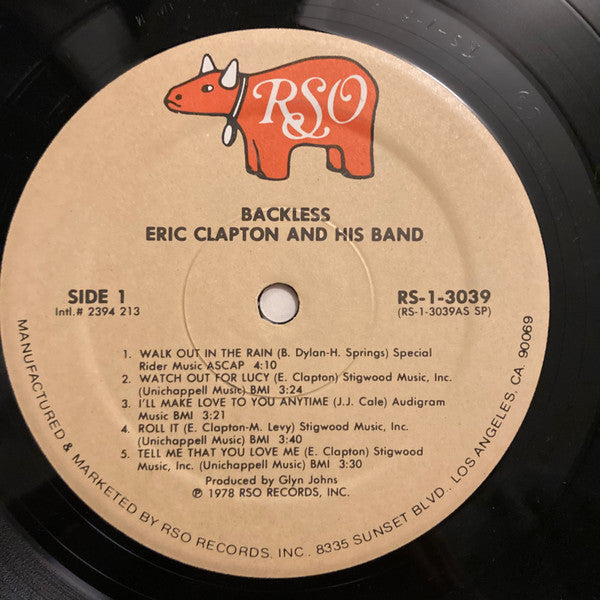 RSO
BACKLESS
ERIC CLAPTON AND HIS BAND
SIDE 1
Intl.# 2394 213
RS-1-3039
(RS-1-3039AS SP)
1. WALK OUT IN THE RAIN (B. Dylan-H. Springs) Special
Rider Music ASCAP 4:10
2. WATCH OUT FOR LUCY (E. Clapton) Stigwood Music, Inc.
(Unichappell Music) BMI 3:24
3. I'LL MAKE LOVE TO YOU ANYTIME (J.J. Cale) Audigram
Music BMI 3:21
4. ROLL IT (E. Clapton-M. Levy) Stigwood Music, Inc.
(Unichappell Music) BMI 3:40
5. TELL ME THAT YOU LOVE ME (E. Clapton) Stigwood
Music, Inc. (Unichappell Music) BMI 3:30
Produced by Glyn Johns
℗ 1978 RSO RECORDS, INC.
MANUFACTURED & MARKETED BY RSO RECORDS, INC. 8335 SUNSET BLVD., LOS ANGELES, CA. 90069